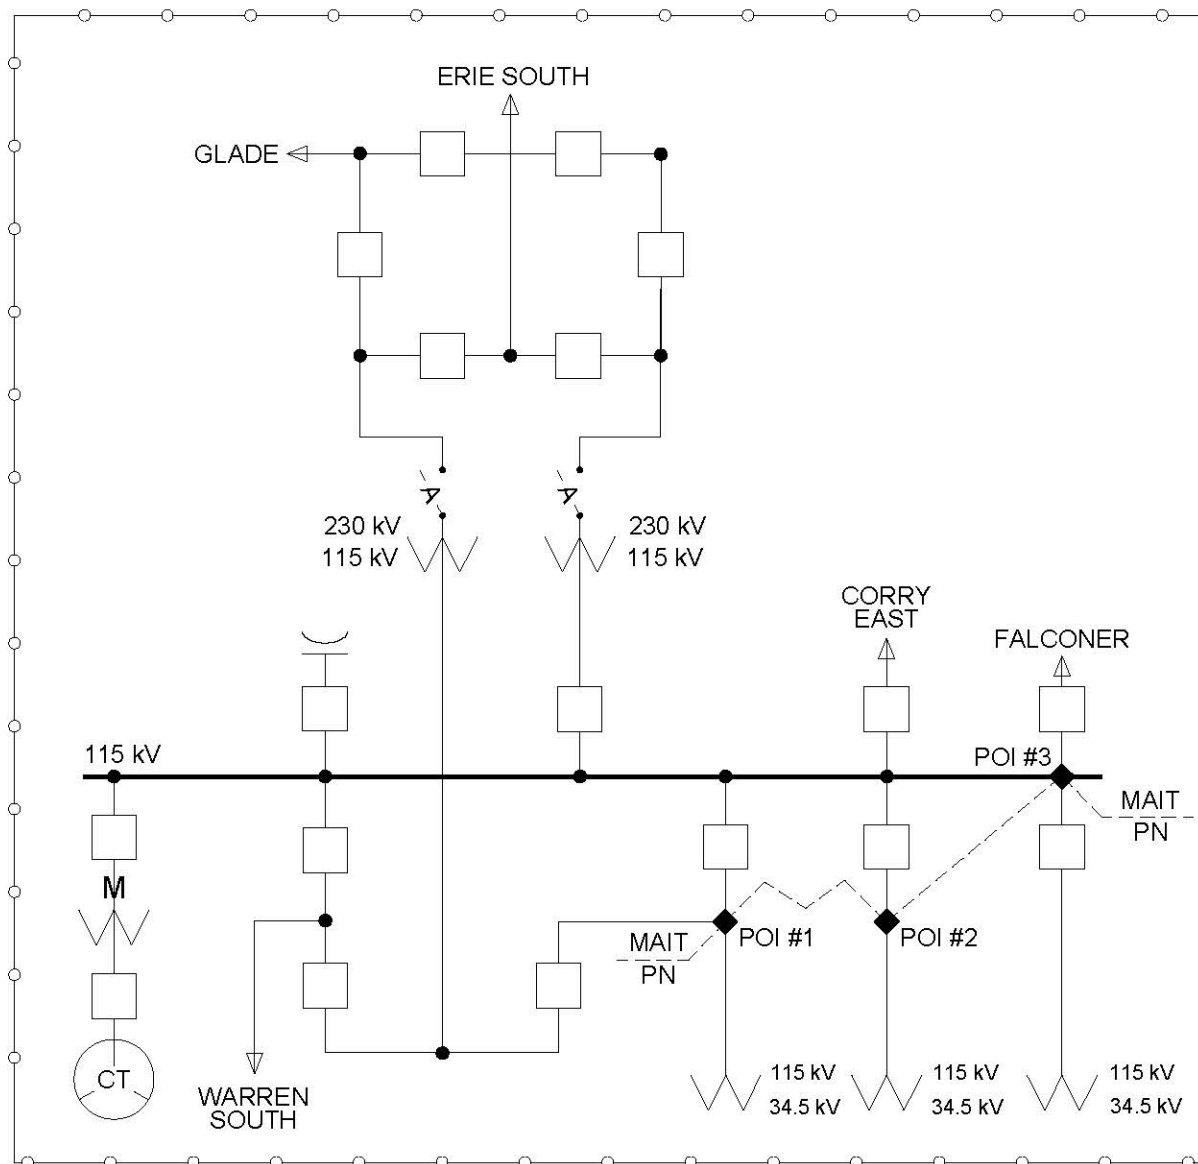 ERIE SOUTH
GLADE
A
A
230 kV
115 kV
230 kV
115 kV
CORRY
EAST
FALCONER
115 kV
POI #3
MAIT
PN
M
POI #1
POI #2
MAIT
PN
CT
WARREN
SOUTH
115 kV
34.5 kV
115 kV
34.5 kV
115 kV
34.5 kV